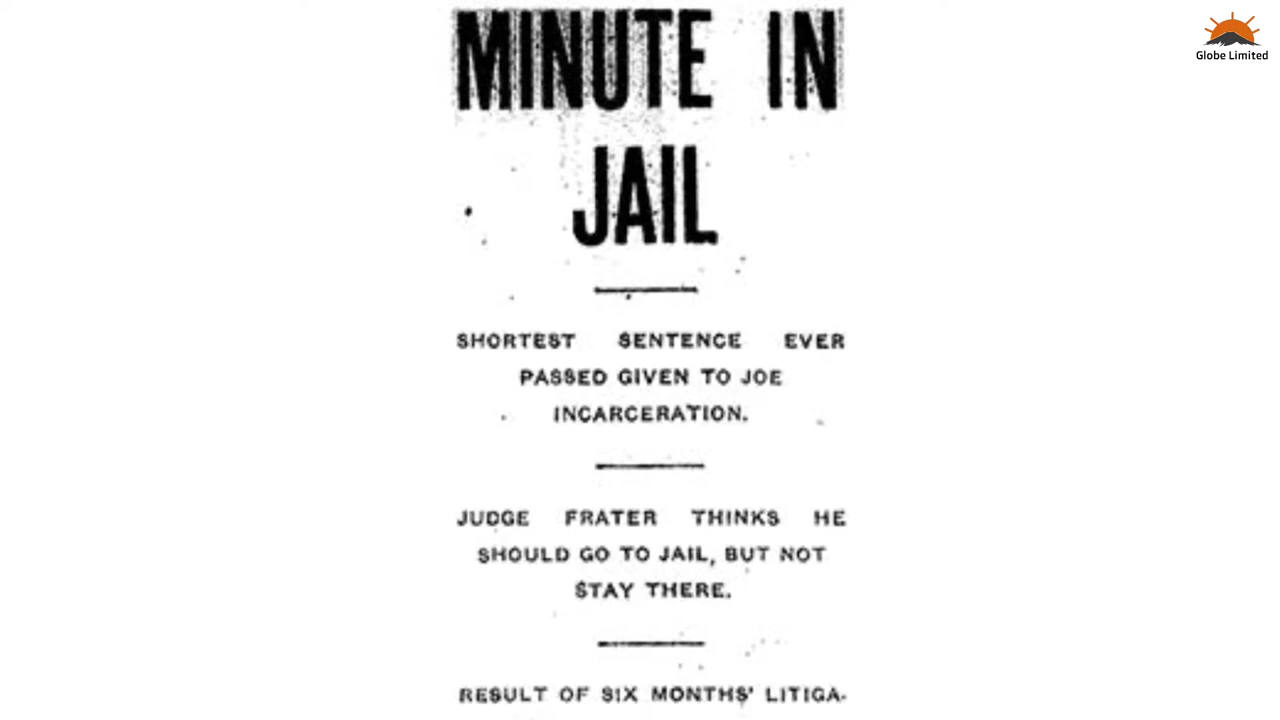 MINUTE IN
JAIL
SHORTEST SENTENCE EVER
PASSED GIVEN TO JOE
INCARCERATION.
JUDGE FRATER THINKS HE
SHOULD GO TO JAIL, BUT NOT
STAY THERE.
RESULT OF SIX MONTHS' LITIGA-
Globe Limited